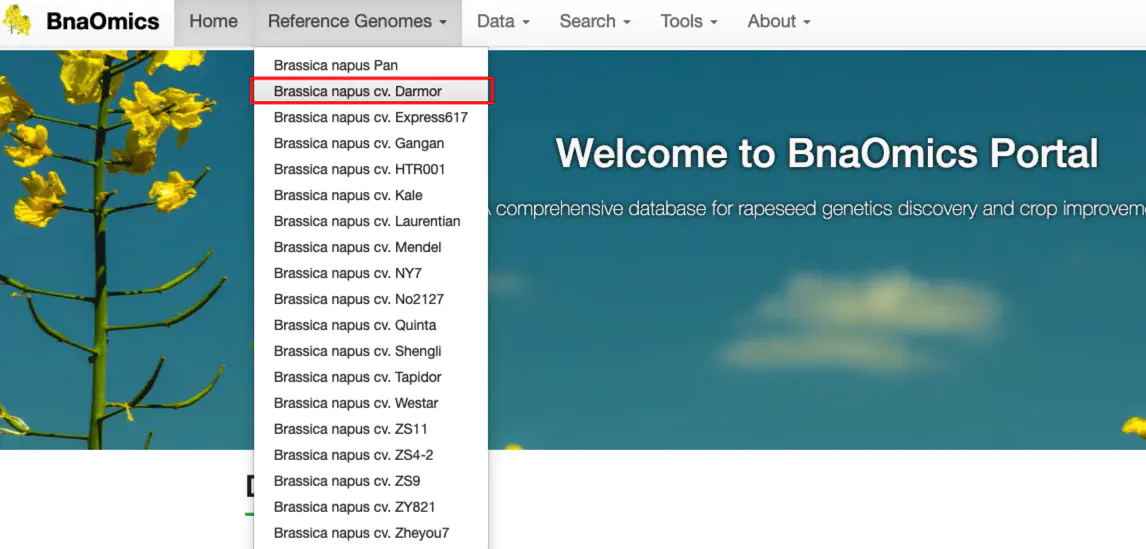 BnaOmics Home Reference Genomes Data Search Tools About
Brassica napus Pan
Brassica napus cv. Darmor
Brassica napus cv. Express617
Brassica napus cv. Gangan
Brassica napus cv. HTR001
Brassica napus cv. Kale
Brassica napus cv. Laurentian
Brassica napus cv. Mendel
Brassica napus cv. NY7
Brassica napus cv. No2127
Brassica napus cv. Quinta
Brassica napus cv. Shengli
Brassica napus cv. Tapidor
Brassica napus cv. Westar
Brassica napus cv. ZS11
Brassica napus cv. ZS4-2
Brassica napus cv. ZS9
Brassica napus cv. ZY821
Brassica napus cv. Zheyou7
Welcome to BnaOmics Portal
comprehensive database for rapeseed genetics discovery and crop